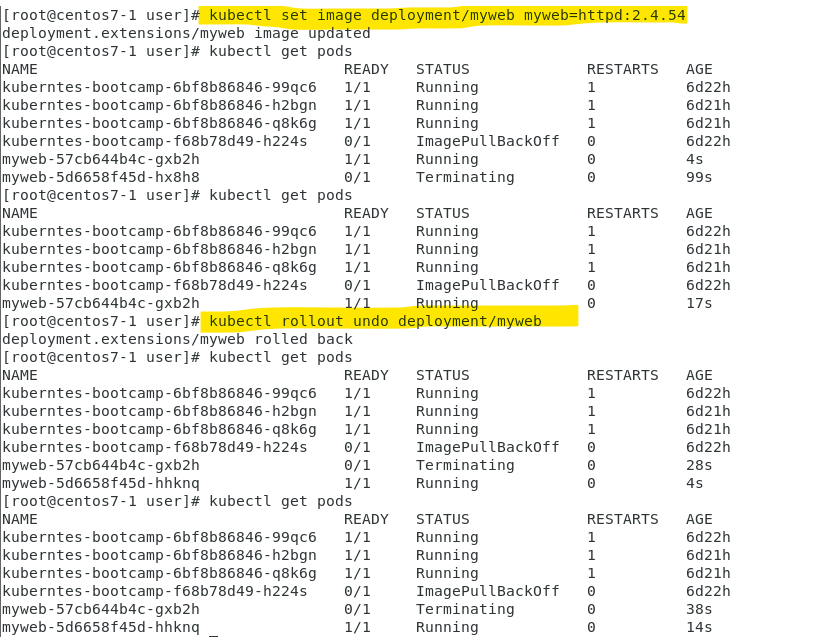 [root@centos7-1 user]# kubectl set image deployment/myweb myweb=httpd:2.4.54
deployment.extensions/myweb image updated
[root@centos7-1 user]# kubectl get pods
NAME READY STATUS RESTARTS AGE
kuberntes-bootcamp-6bf8b86846-99qc6 1/1 Running 1 6d22h
kuberntes-bootcamp-6bf8b86846-h2bgn 1/1 Running 1 6d21h
kuberntes-bootcamp-6bf8b86846-q8k6g 1/1 Running 1 6d21h
kuberntes-bootcamp-f68b78d49-h224s 0/1 ImagePullBackOff 0 6d22h
myweb-57cb644b4c-gxb2h 1/1 Running 0 4s
myweb-5d6658f45d-hx8h8 0/1 Terminating 0 99s
[root@centos7-1 user]# kubectl get pods
NAME READY STATUS RESTARTS AGE
kuberntes-bootcamp-6bf8b86846-99qc6 1/1 Running 1 6d22h
kuberntes-bootcamp-6bf8b86846-h2bgn 1/1 Running 1 6d21h
kuberntes-bootcamp-6bf8b86846-q8k6g 1/1 Running 1 6d21h
kuberntes-bootcamp-f68b78d49-h224s 0/1 ImagePullBackOff 0 6d22h
myweb-57cb644b4c-gxb2h 1/1 Running 0 17s
[root@centos7-1 user]# kubectl rollout undo deployment/myweb
deployment.extensions/myweb rolled back
[root@centos7-1 user]# kubectl get pods
NAME READY STATUS RESTARTS AGE
kuberntes-bootcamp-6bf8b86846-99qc6 1/1 Running 1 6d22h
kuberntes-bootcamp-6bf8b86846-h2bgn 1/1 Running 1 6d21h
kuberntes-bootcamp-6bf8b86846-q8k6g 1/1 Running 1 6d21h
kuberntes-bootcamp-f68b78d49-h224s 0/1 ImagePullBackOff 0 6d22h
myweb-57cb644b4c-gxb2h 0/1 Terminating 0 28s
myweb-5d6658f45d-hhknq 1/1 Running 0 4s
[root@centos7-1 user]# kubectl get pods
NAME READY STATUS RESTARTS AGE
kuberntes-bootcamp-6bf8b86846-99qc6 1/1 Running 1 6d22h
kuberntes-bootcamp-6bf8b86846-h2bgn 1/1 Running 1 6d21h
kuberntes-bootcamp-6bf8b86846-q8k6g 1/1 Running 1 6d21h
kuberntes-bootcamp-f68b78d49-h224s 0/1 ImagePullBackOff 0 6d22h
myweb-57cb644b4c-gxb2h 0/1 Terminating 0 38s
myweb-5d6658f45d-hhknq 1/1 Running 0 14s